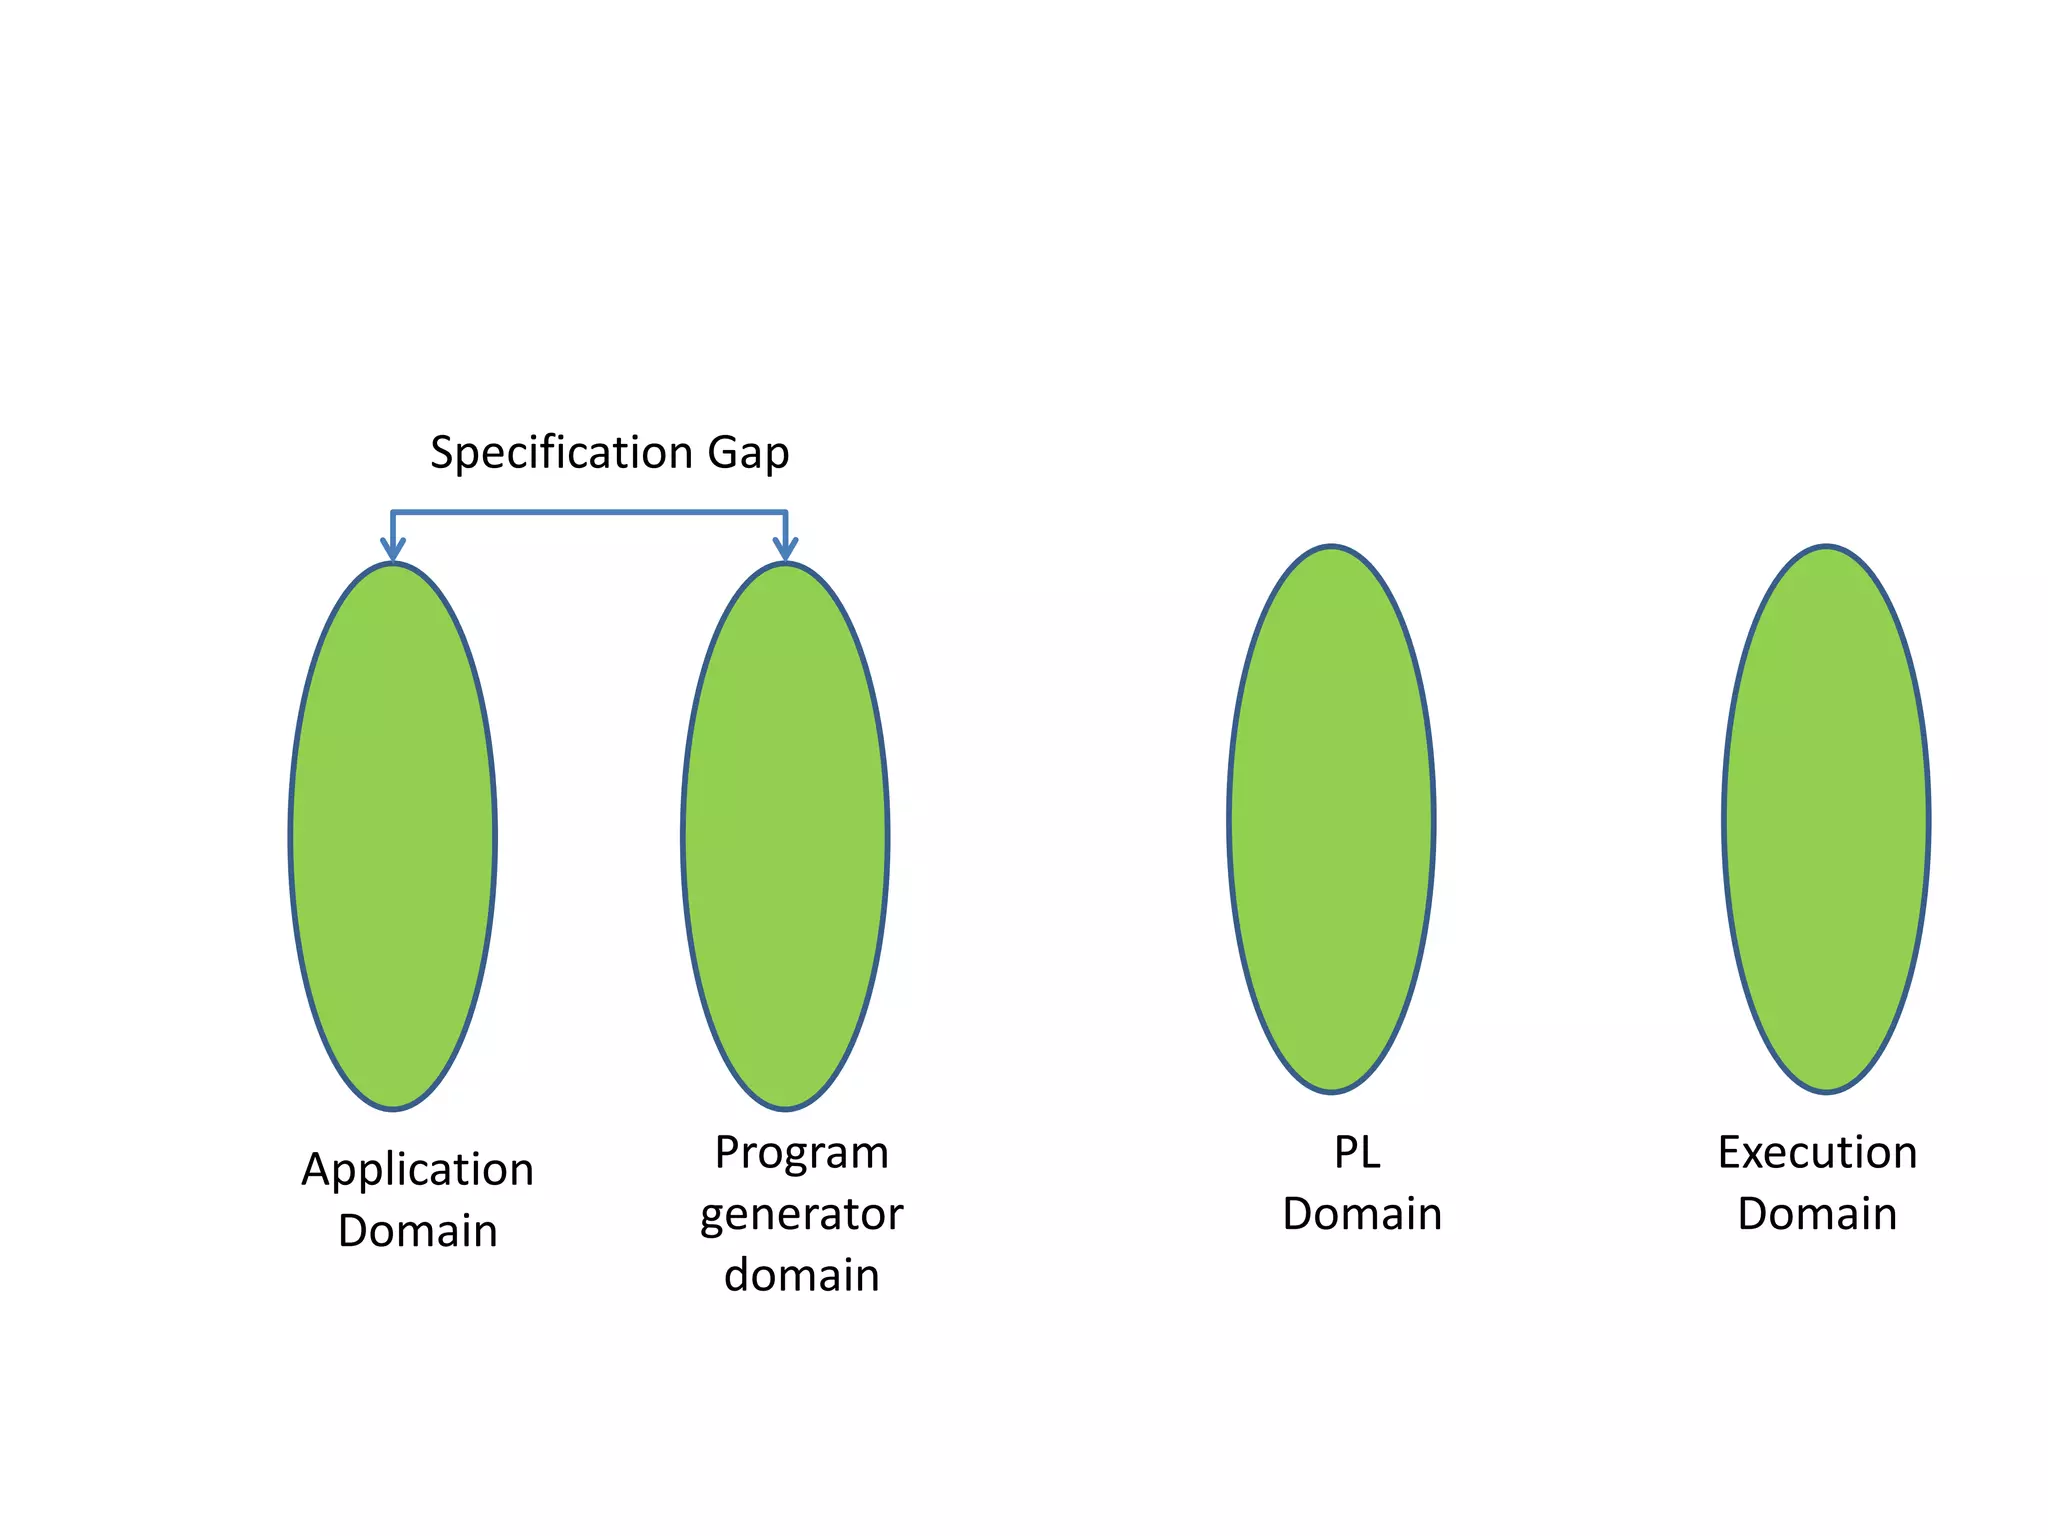 Specification Gap
Application
Domain
Program
generator
domain
PL
Domain
Execution
Domain